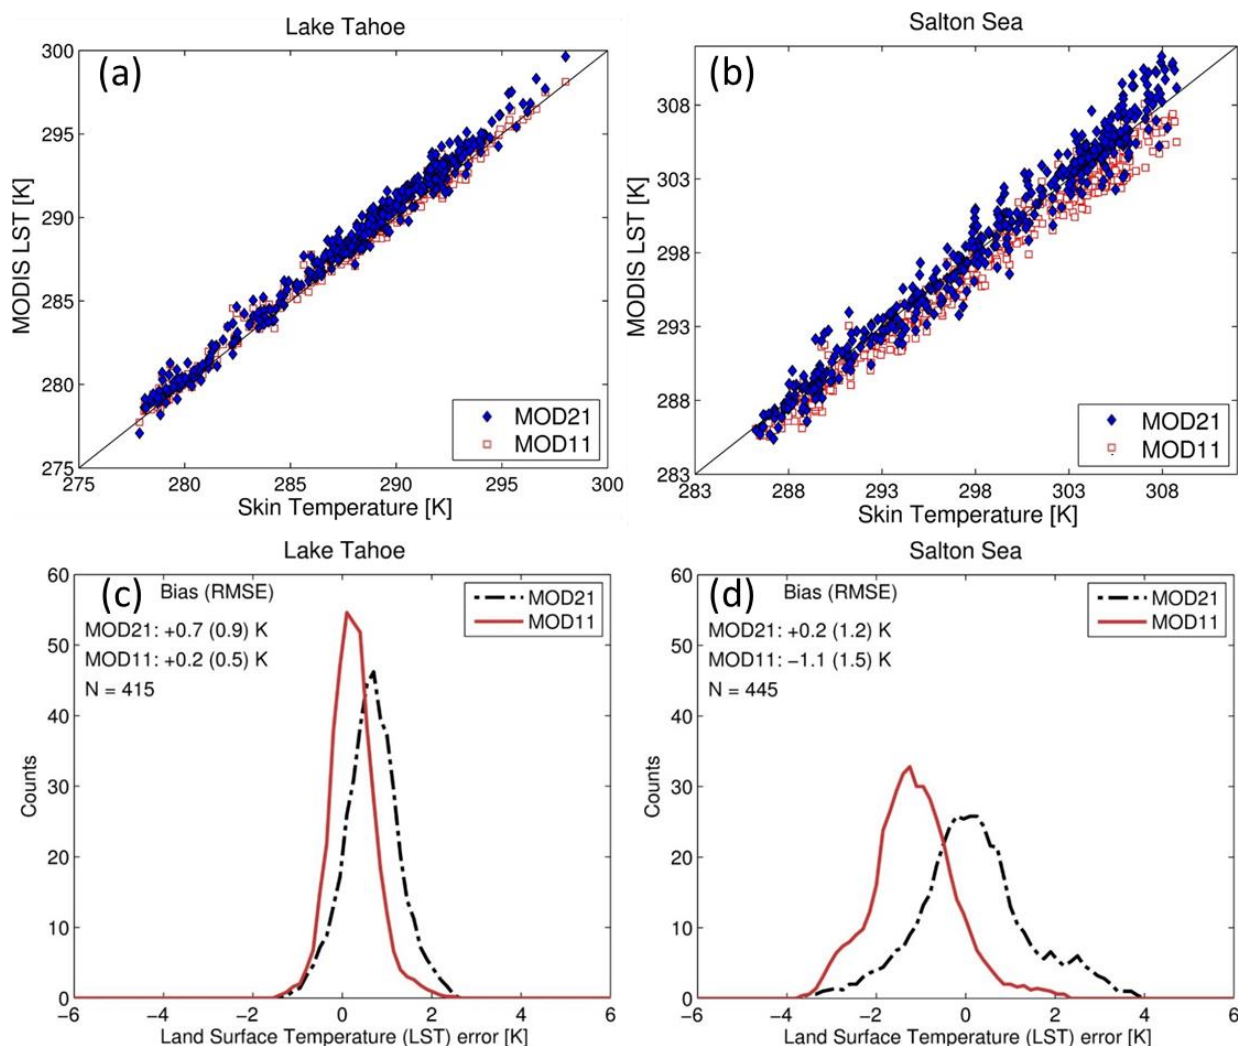 Lake Tahoe
(a)
300
295
290
285
280
275
MODIS LST [K]
MOD21
MOD11
275 280 285 290 295 300
Skin Temperature [K]
Salton Sea
(b)
308
303
298
293
288
283
MODIS LST [K]
MOD21
MOD11
283 288 293 298 303 308
Skin Temperature [K]
Lake Tahoe
(c)
Bias (RMSE)
MOD21: +0.7 (0.9) K
MOD11: +0.2 (0.5) K
N = 415
MOD21
MOD11
60
50
40
30
20
10
0
Counts
−6 −4 −2 0 2 4 6
Land Surface Temperature (LST) error [K]
Salton Sea
(d)
Bias (RMSE)
MOD21: +0.2 (1.2) K
MOD11: −1.1 (1.5) K
N = 445
MOD21
MOD11
60
50
40
30
20
10
0
Counts
−6 −4 −2 0 2 4 6
Land Surface Temperature (LST) error [K]